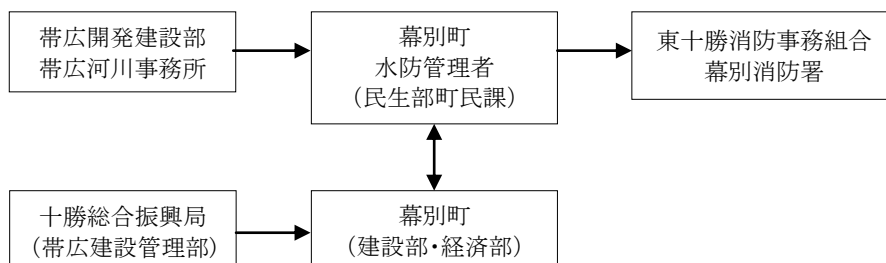 帯広開発建設部
帯広河川事務所
幕別町
水防管理者
（民生部町民課）
東十勝消防事務組合
幕別消防署
十勝総合振興局
（帯広建設管理部）
幕別町
（建設部・経済部）